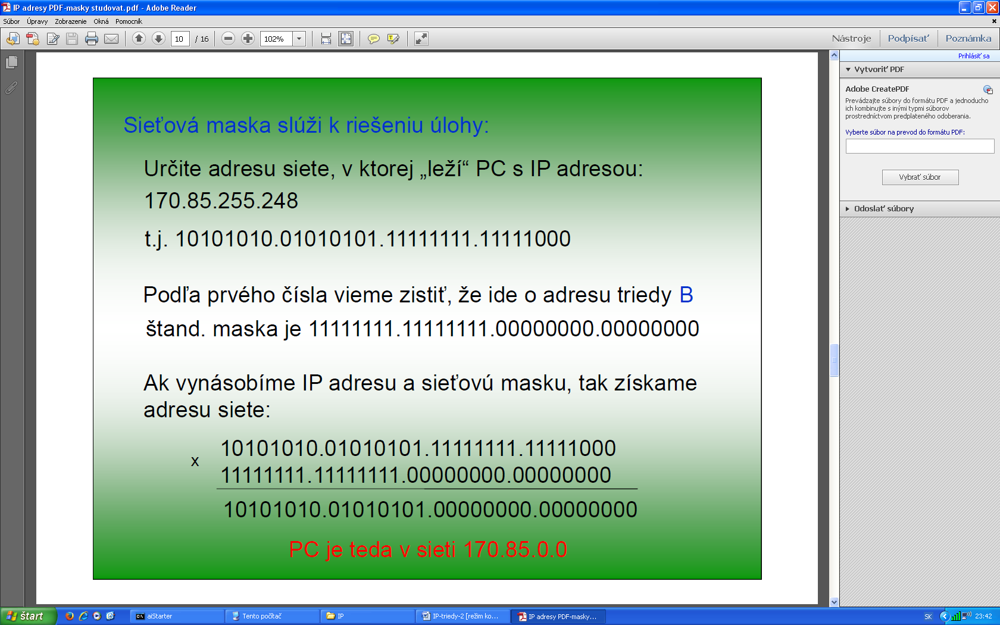 IP adresy PDF-masky studovat.pdf - Adobe Reader
Súbor Úpravy Zobrazenie Okná Pomocník
10 / 16 102% Nástroje Podpísať Poznámka
Prihlásiť sa
Vytvoriť PDF
Adobe CreatePDF
Prevádzajte súbory do formátu PDF a jednoducho
ich kombinujte s inými typmi súborov
prostredníctvom predplateného odoberania.
Vyberte súbor na prevod do formátu PDF:
Vybrať súbor
Odoslať súbory
Sieťová maska slúži k riešeniu úlohy:
Určite adresu siete, v ktorej „leží“ PC s IP adresou:
170.85.255.248
t.j. 10101010.01010101.11111111.11111000
Podľa prvého čísla vieme zistiť, že ide o adresu triedy B
štand. maska je 11111111.11111111.00000000.00000000
Ak vynásobíme IP adresu a sieťovú masku, tak získame
adresu siete:
10101010.01010101.11111111.11111000
x
11111111.11111111.00000000.00000000
10101010.01010101.00000000.00000000
PC je teda v sieti 170.85.0.0
štart aiStarter Tento počítač IP IP-triedy-2 [režim ko... IP adresy PDF-masky... SK 23:42